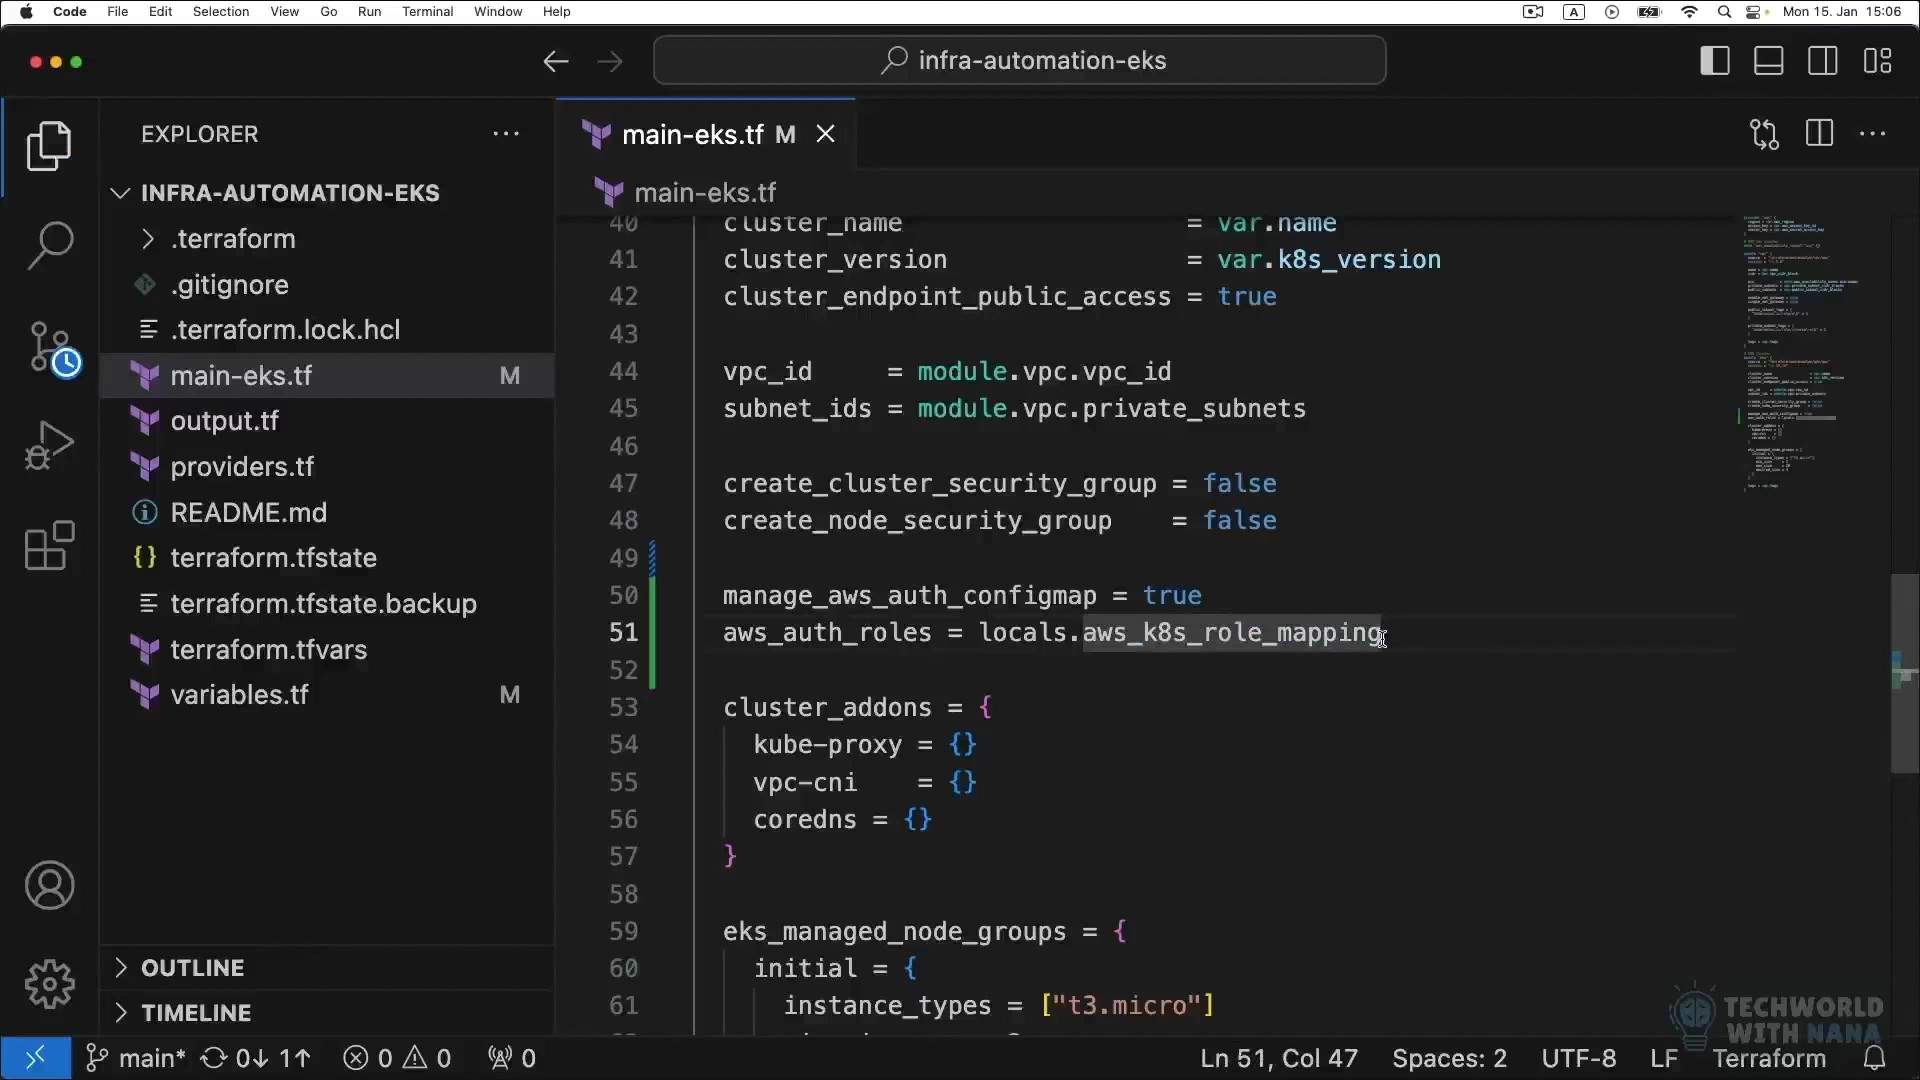 Code File Edit Selection View Go Run Terminal Window Help A Mon 15. Jan 15:06
infra-automation-eks
EXPLORER
INFRA-AUTOMATION-EKS
.terraform
.gitignore
.terraform.lock.hcl
main-eks.tf M
output.tf
providers.tf
README.md
terraform.tfstate
terraform.tfstate.backup
terraform.tfvars
variables.tf M
OUTLINE
TIMELINE
main-eks.tf M
main-eks.tf
40 cluster_name = var.name
41 cluster_version = var.k8s_version
42 cluster_endpoint_public_access = true
43
44 vpc_id = module.vpc.vpc_id
45 subnet_ids = module.vpc.private_subnets
46
47 create_cluster_security_group = false
48 create_node_security_group = false
49
50 manage_aws_auth_configmap = true
51 aws_auth_roles = locals.aws_k8s_role_mapping
52
53 cluster_addons = {
54 kube-proxy = {}
55 vpc-cni = {}
56 coredns = {}
57 }
58
59 eks_managed_node_groups = {
60 initial = {
61 instance_types = ["t3.micro"]
TECHWORLD
WITH NANA
main* 0↓ 1↑ 0 0 0 Ln 51, Col 47 Spaces: 2 UTF-8 LF Terraform